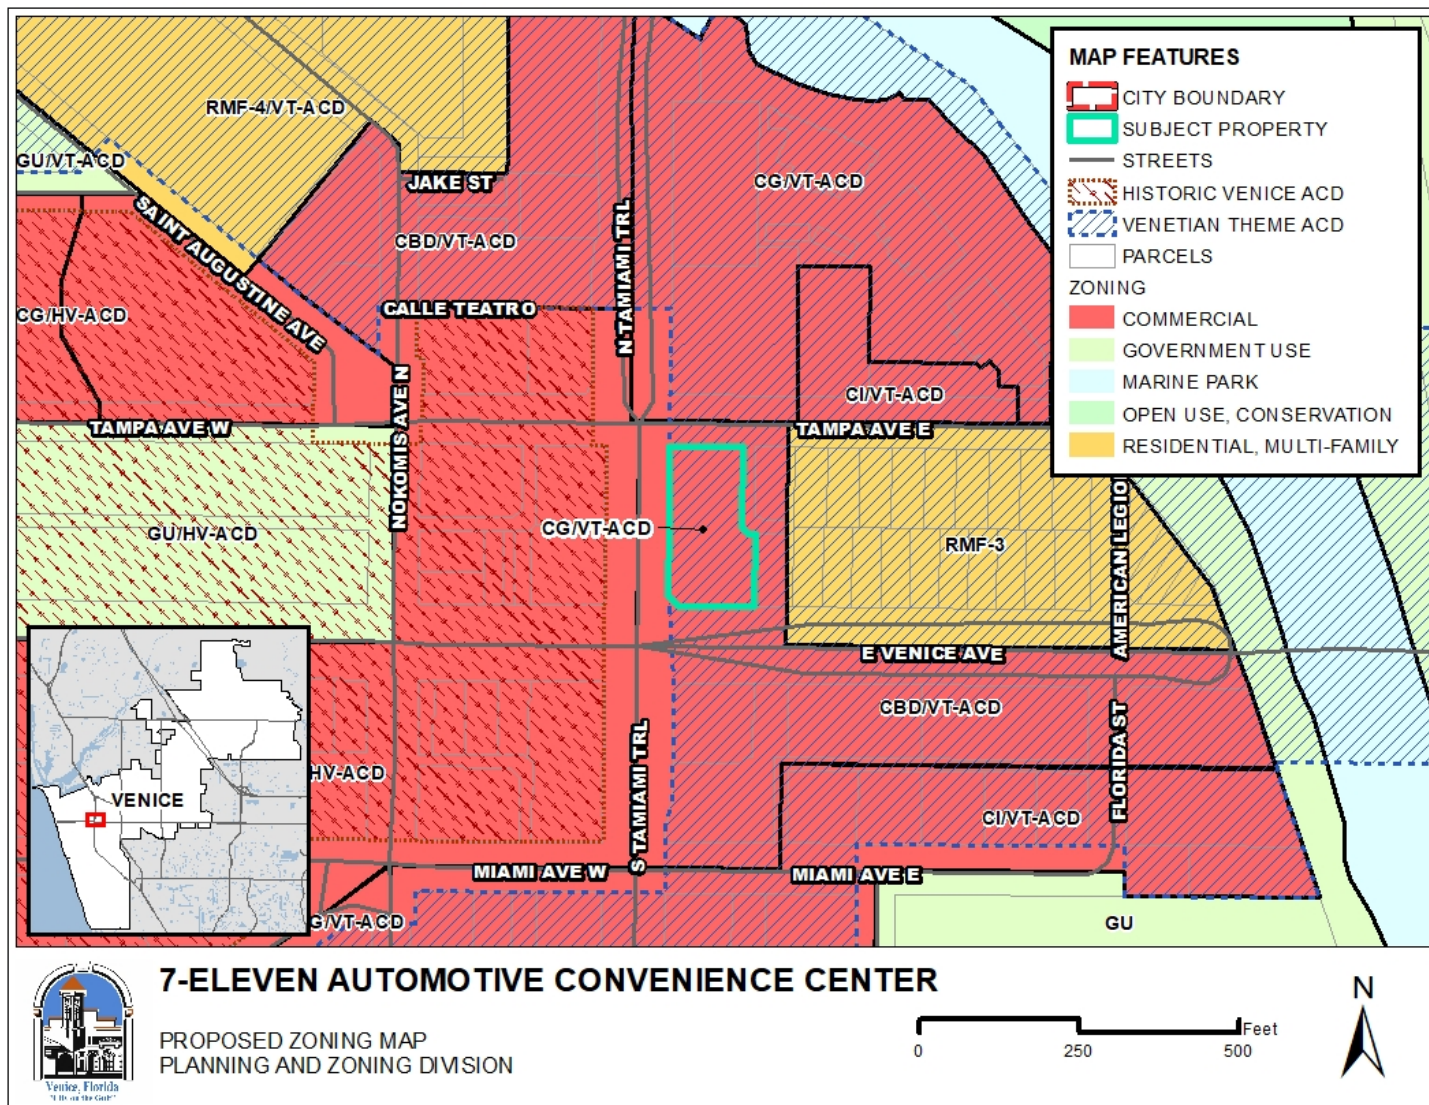 MAP FEATURES
CITY BOUNDARY
SUBJECT PROPERTY
STREETS
HISTORIC VENICE ACD
VENETIAN THEME ACD
PARCELS
ZONING
COMMERCIAL
GOVERNMENT USE
MARINE PARK
OPEN USE, CONSERVATION
RESIDENTIAL, MULTI-FAMILY
RMF-4/VT-ACD
GU/VT-ACD
JAKE ST
CG/VT-ACD
SAINT AUGUSTINE AVE
CBD/VT-ACD
N TAMIAMI TRL
CG/HV-ACD
CALLE TEATRO
CI/VT-ACD
TAMPA AVE W
NOKOMIS AVE N
TAMPA AVE E
GU/HV-ACD
CG/VT-ACD
RMF-3
AMERICAN LEGIO
E VENICE AVE
CBD/VT-ACD
HV-ACD
S TAMIAMI TRL
FLORIDA ST
VENICE
CI/VT-ACD
MIAMI AVE W
MIAMI AVE E
G/VT-ACD
GU
7-ELEVEN AUTOMOTIVE CONVENIENCE CENTER
PROPOSED ZONING MAP
PLANNING AND ZONING DIVISION
Venice, Florida
"City on the Gulf"
0 250 500 Feet
N